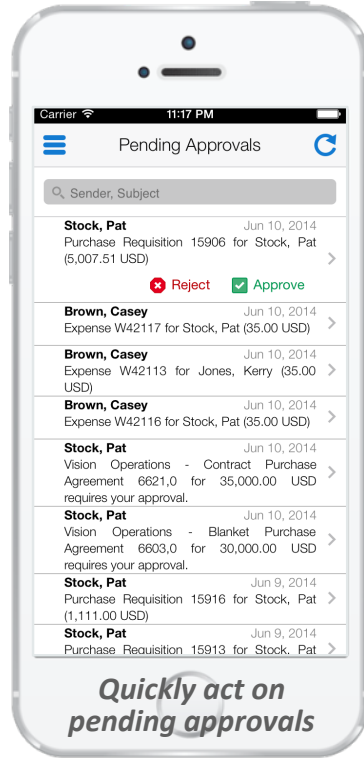 Carrier 11:17 PM
Pending Approvals
Sender, Subject
Stock, Pat Jun 10, 2014
Purchase Requisition 15906 for Stock, Pat
(5,007.51 USD)
Reject Approve
Brown, Casey Jun 10, 2014
Expense W42117 for Stock, Pat (35.00 USD)
Brown, Casey Jun 10, 2014
Expense W42113 for Jones, Kerry (35.00
USD)
Brown, Casey Jun 10, 2014
Expense W42116 for Stock, Pat (35.00 USD)
Stock, Pat Jun 10, 2014
Vision Operations - Contract Purchase
Agreement 6621,0 for 35,000.00 USD
requires your approval.
Stock, Pat Jun 10, 2014
Vision Operations - Blanket Purchase
Agreement 6603,0 for 30,000.00 USD
requires your approval.
Stock, Pat Jun 9, 2014
Purchase Requisition 15916 for Stock, Pat
(1,111.00 USD)
Stock, Pat Jun 9, 2014
Purchase Requisition 15913 for Stock, Pat
Quickly act on
pending approvals